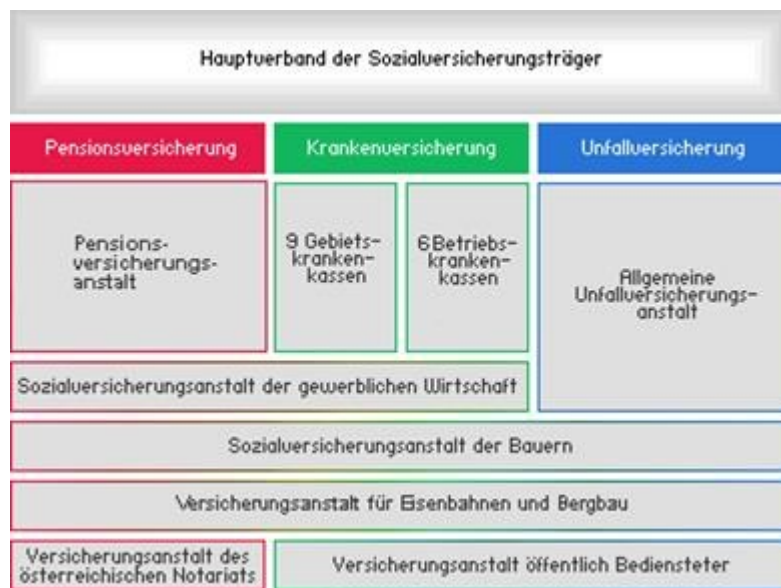 Hauptverband der Sozialversicherungsträger
Pensionsversicherung
Krankenversicherung
Unfallversicherung
Pensions-
versicherungs-
anstalt
9 Gebiets-
kranken-
kassen
6 Betriebs-
kranken-
kassen
Allgemeine
Unfallversicherungs-
anstalt
Sozialversicherungsanstalt der gewerblichen Wirtschaft
Sozialversicherungsanstalt der Bauern
Versicherungsanstalt für Eisenbahnen und Bergbau
Versicherungsanstalt des
österreichischen Notariats
Versicherungsanstalt öffentlich Bediensteter